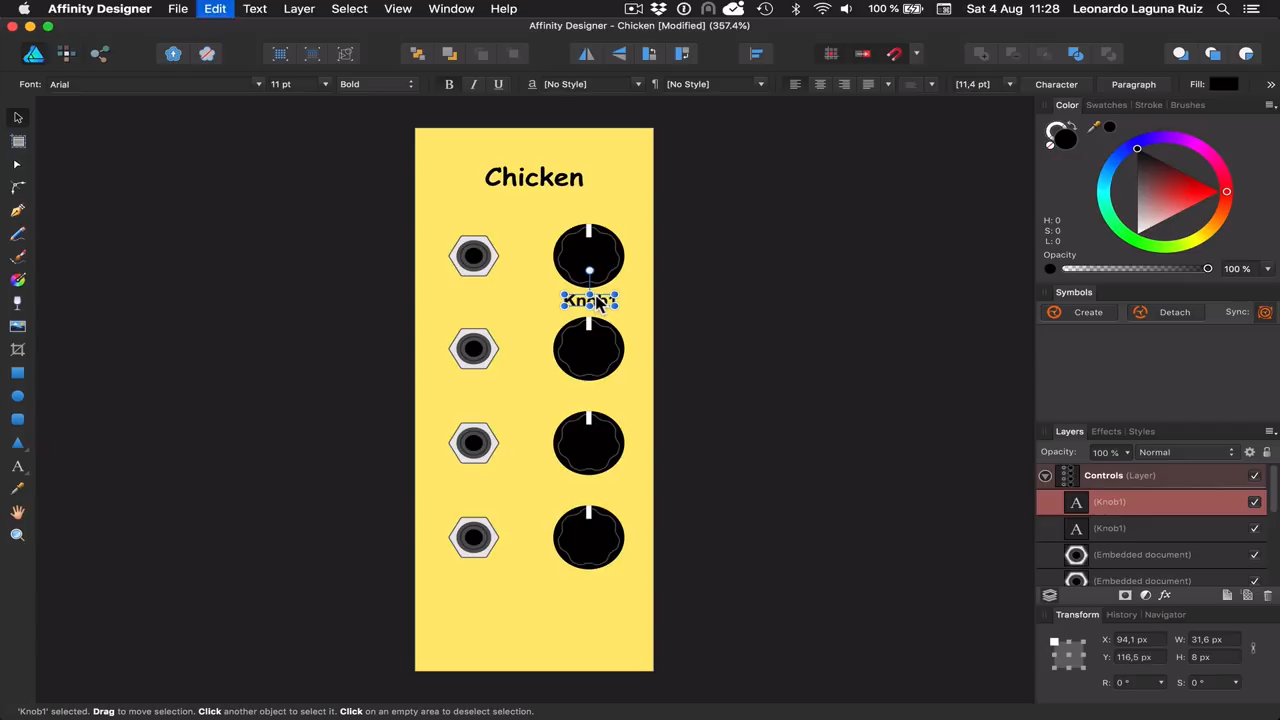 Affinity Designer File Edit Text Layer Select Arrange View Window Help 100 % Sat 4 Aug 11:28 Leonardo Laguna Ruiz
Affinity Designer - Chicken [Modified] (357.4%)
Font: Arial 11 pt Bold B I U a [No Style] ¶ [No Style] [11,4 pt] Character Paragraph Fill: »
Color Swatches Stroke Brushes
H: 0
S: 0
L: 0
Opacity
100 %
Symbols
Create Detach Sync:
Chicken
Knob1
Layers Effects Styles
Opacity: 100 % Normal
Controls (Layer)
A (Knob1)
A (Knob1)
(Embedded document)
(Embedded document)
fx
Transform History Navigator
X: 94,1 px W: 31,6 px
Y: 116,5 px H: 8 px
R: 0 ° S: 0 °
'Knob1' selected. Drag to move selection. Click another object to select it. Click on an empty area to deselect selection.